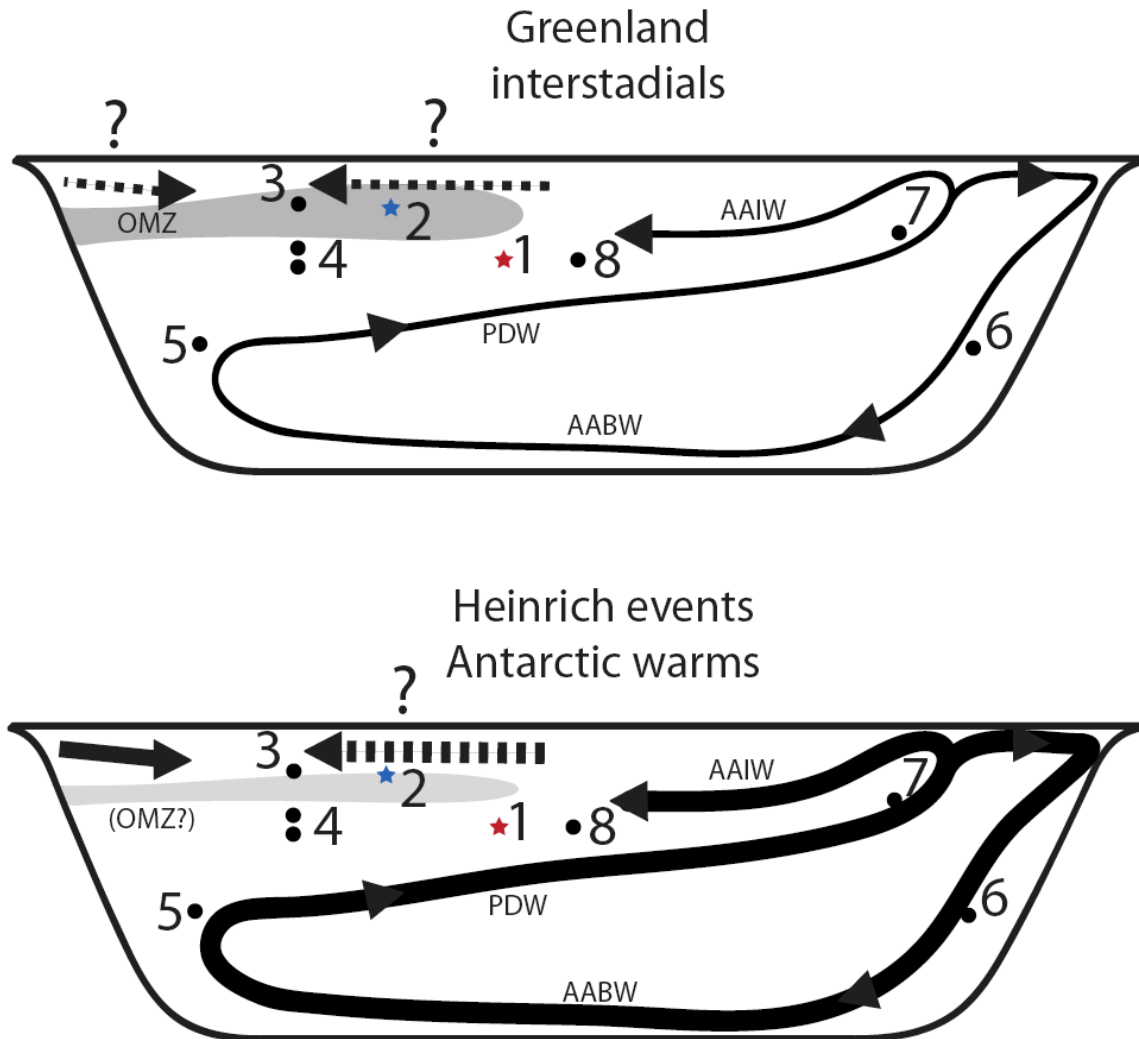 Greenland
interstadials
?
?
3
OMZ
2
AAIW
7
4
1
8
5
PDW
6
AABW
Heinrich events
Antarctic warms
?
3
2
AAIW
7
(OMZ?)
4
1
8
5
PDW
6
AABW